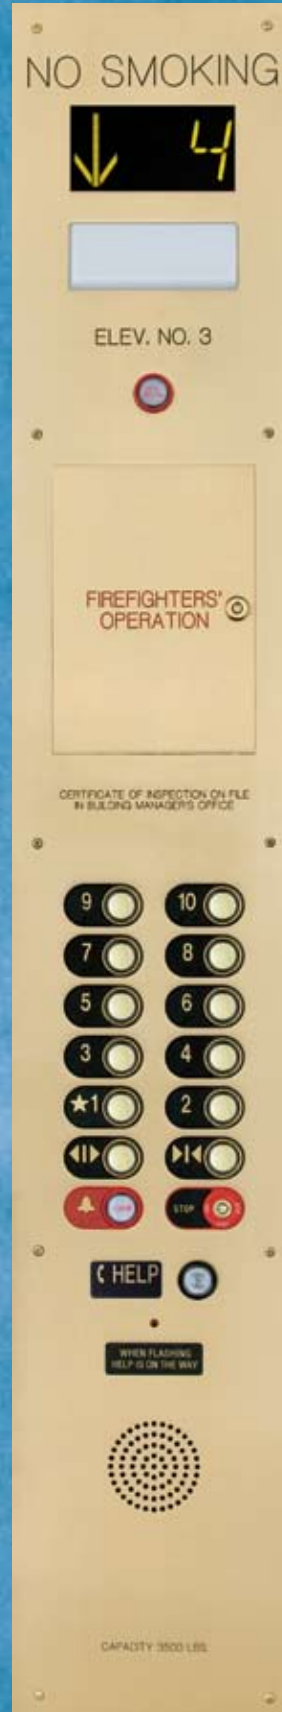 NO SMOKING
↓ 4
ELEV. NO. 3
FIREFIGHTERS'
OPERATION
CERTIFICATE OF INSPECTION ON FILE
IN BUILDING MANAGER'S OFFICE
9 10
7 8
5 6
3 4
★1 2
◀|▶ ▶|◀
STOP
HELP
WHEN FLASHING
HELP IS ON THE WAY
CAPACITY 3500 LBS.